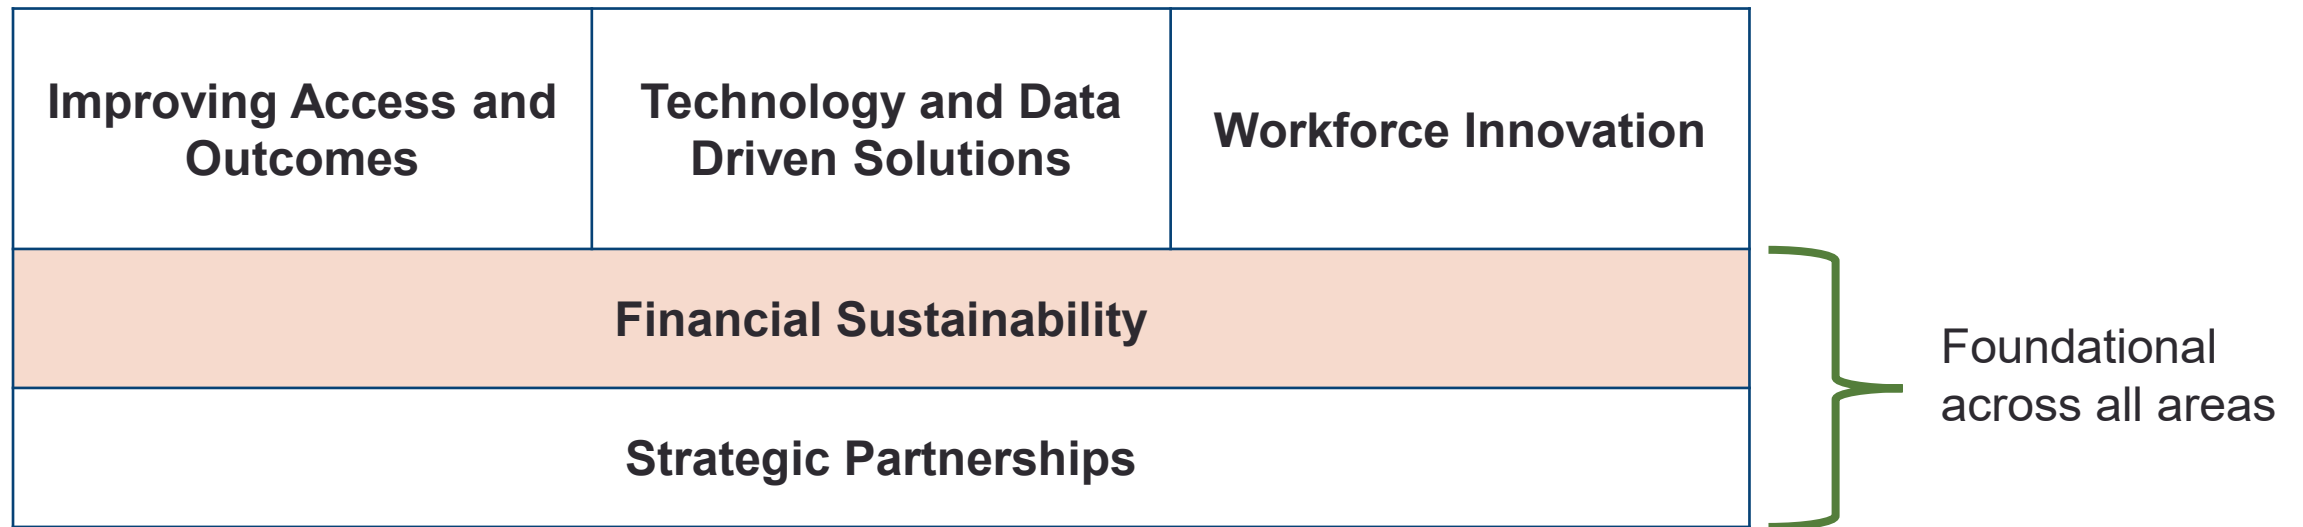 Improving Access and
Outcomes
Technology and Data
Driven Solutions
Workforce Innovation
Financial Sustainability
Strategic Partnerships
Foundational
across all areas